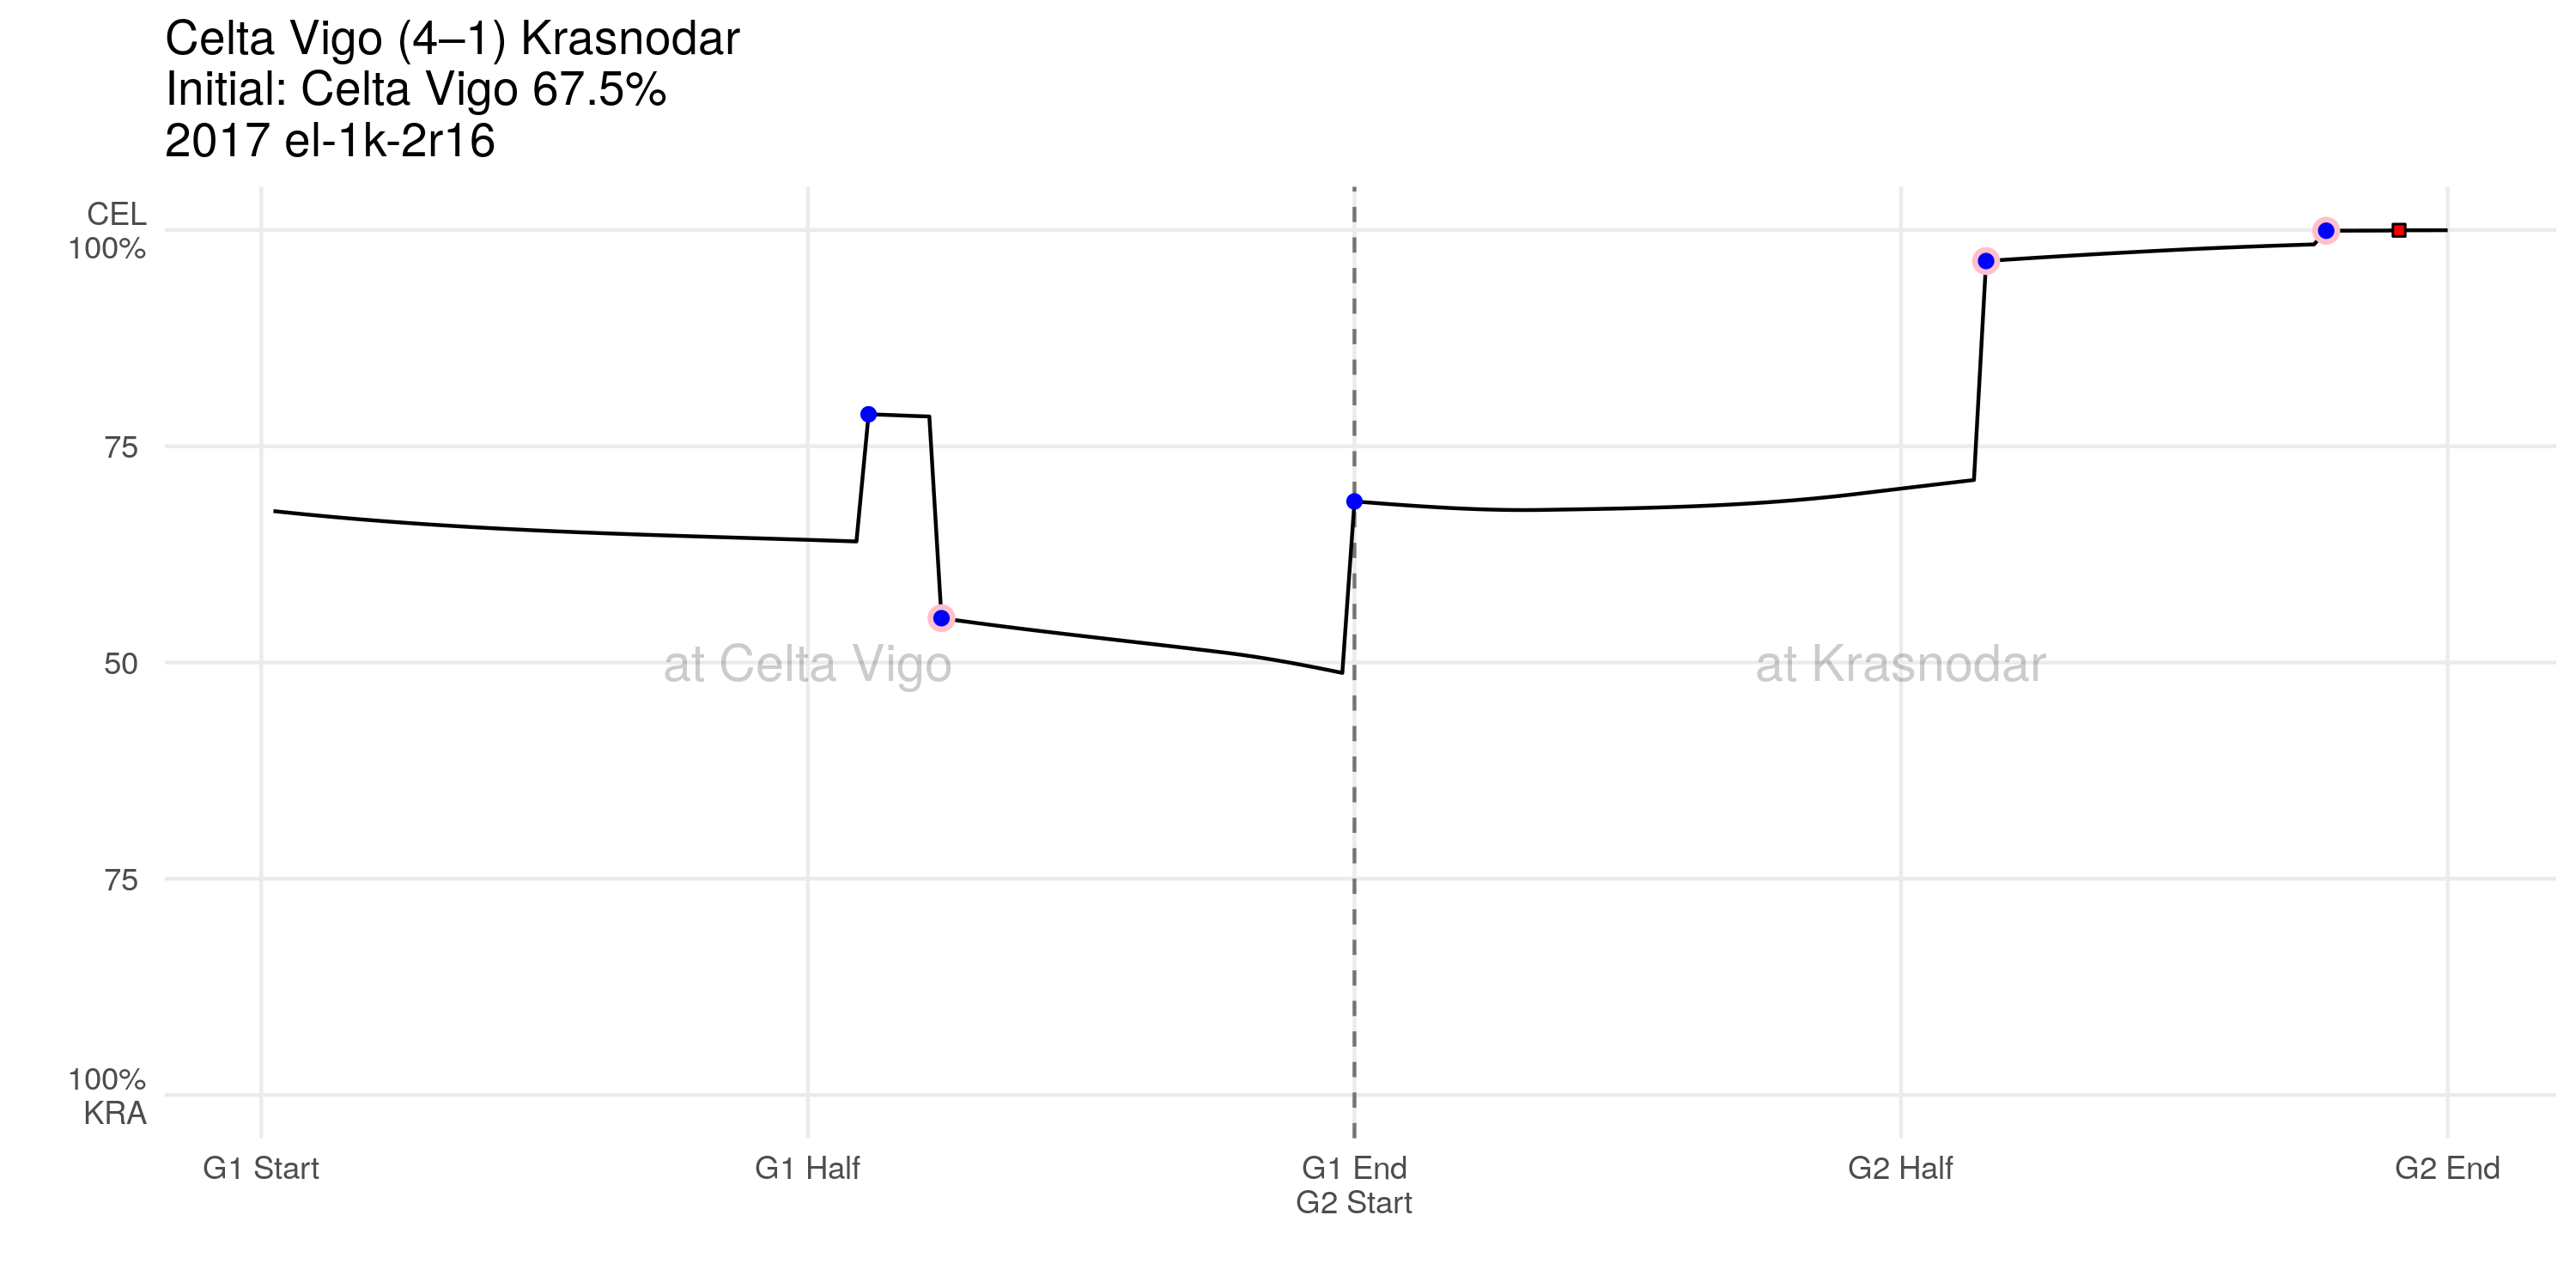 Celta Vigo (4–1) Krasnodar
Initial: Celta Vigo 67.5%
2017 el-1k-2r16
CEL
100%
75
50
75
100%
KRA
at Celta Vigo
at Krasnodar
G1 Start
G1 Half
G1 End
G2 Start
G2 Half
G2 End